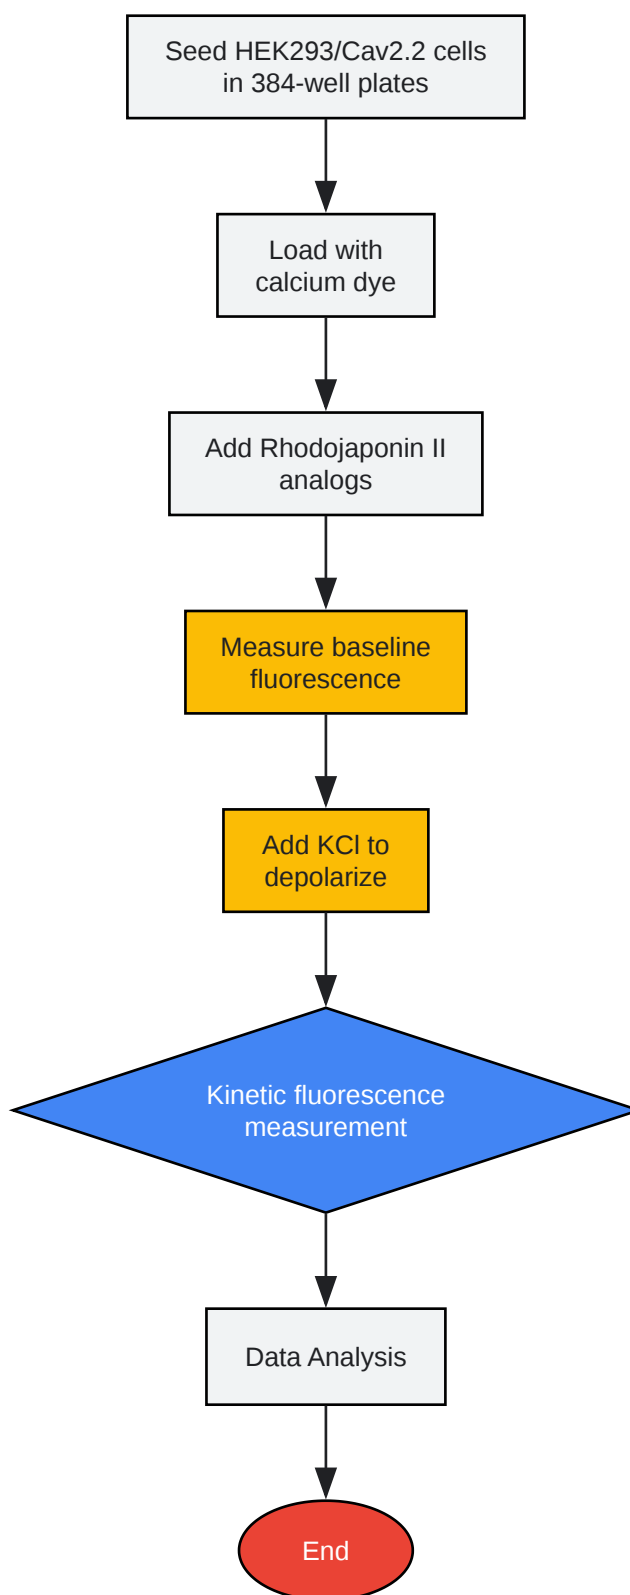 Seed HEK293/Cav2.2 cells
in 384-well plates
Load with
calcium dye
Add Rhodojaponin II
analogs
Measure baseline
fluorescence
Add KCl to
depolarize
Kinetic fluorescence
measurement
Data Analysis
End